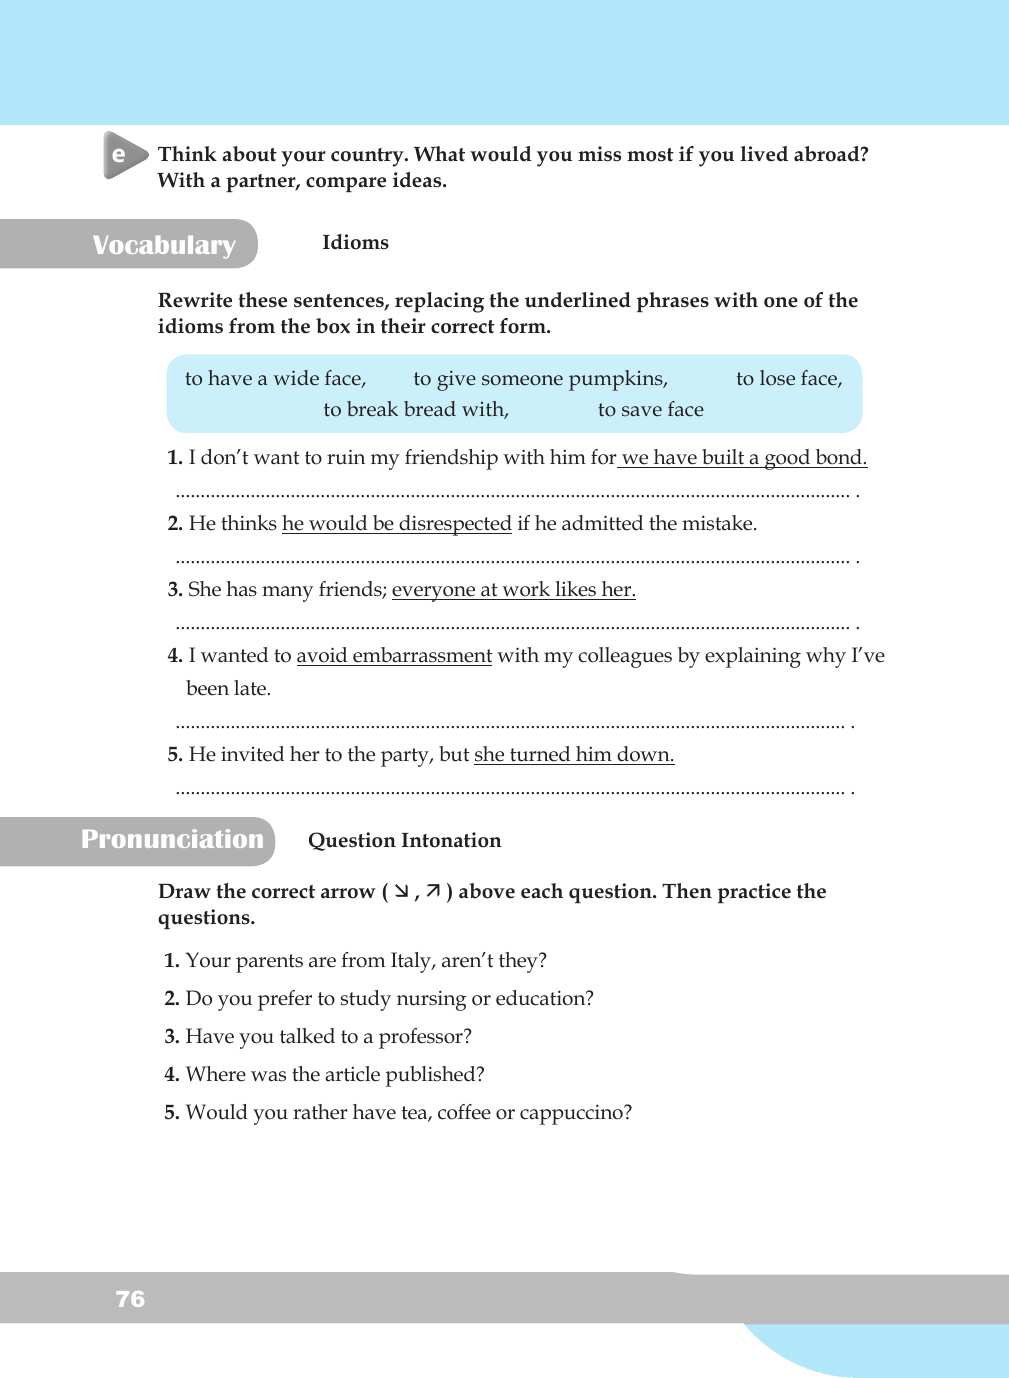 e
Think about your country. What would you miss most if you lived abroad?
With a partner, compare ideas.
Vocabulary
Idioms
Rewrite these sentences, replacing the underlined phrases with one of the
idioms from the box in their correct form.
to have a wide face, to give someone pumpkins, to lose face,
to break bread with, to save face
1. I don’t want to ruin my friendship with him for we have built a good bond.
....................................................................................................................................... .
2. He thinks he would be disrespected if he admitted the mistake.
....................................................................................................................................... .
3. She has many friends; everyone at work likes her.
....................................................................................................................................... .
4. I wanted to avoid embarrassment with my colleagues by explaining why I’ve
been late.
...................................................................................................................................... .
5. He invited her to the party, but she turned him down.
...................................................................................................................................... .
Pronunciation
Question Intonation
Draw the correct arrow ( ↘ , ↗ ) above each question. Then practice the
questions.
1. Your parents are from Italy, aren’t they?
2. Do you prefer to study nursing or education?
3. Have you talked to a professor?
4. Where was the article published?
5. Would you rather have tea, coffee or cappuccino?
76